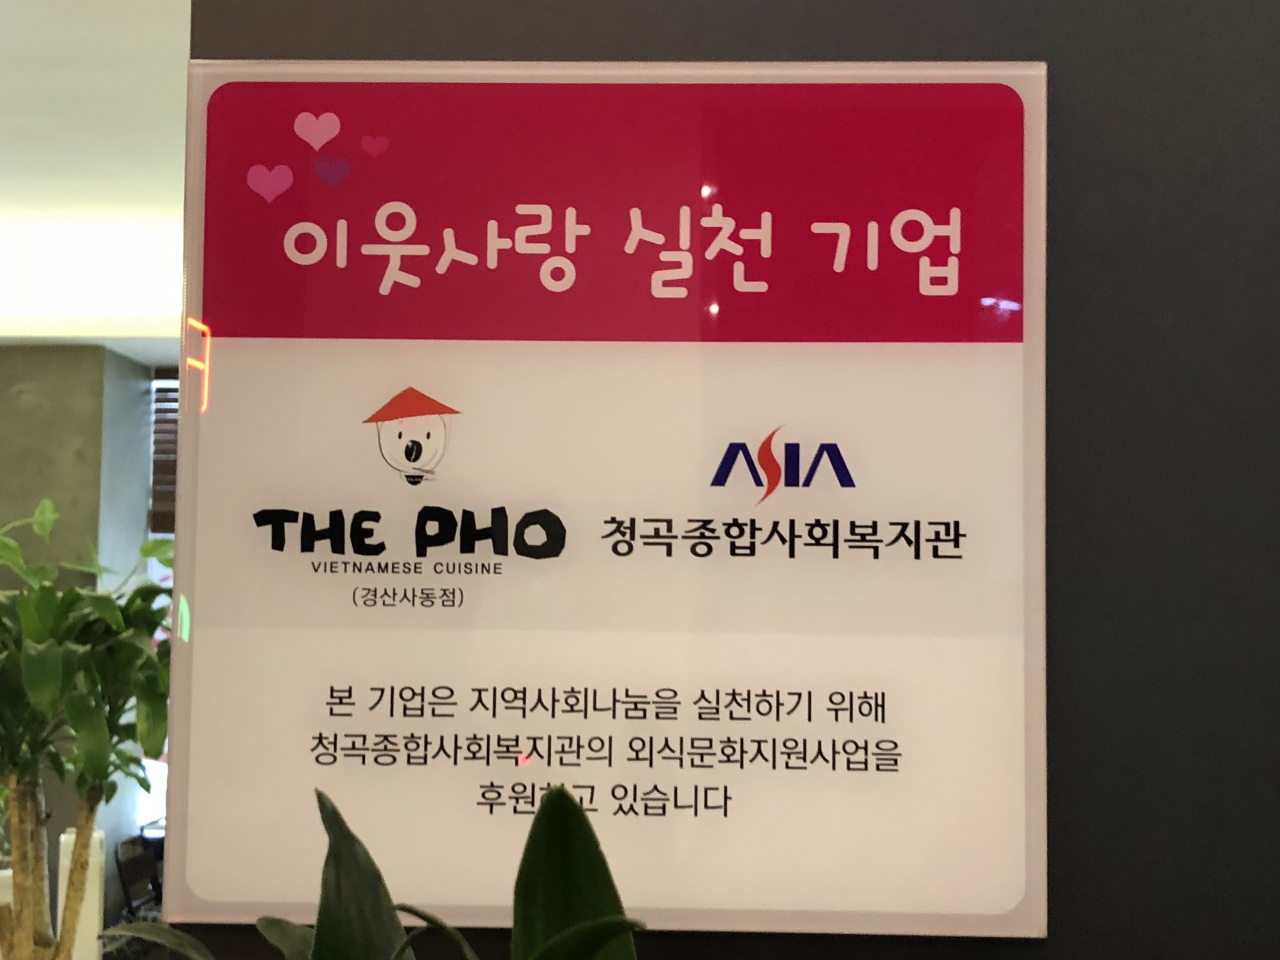 이웃사랑 실천 기업
THE PHO
VIETNAMESE CUISINE
(경산사동점)
ASIA
청곡종합사회복지관
본 기업은 지역사회나눔을 실천하기 위해
청곡종합사회복지관의 외식문화지원사업을
후원하고 있습니다